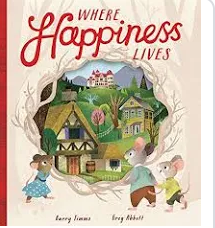 WHERE
Happiness
LIVES
Barry Timms
Greg Abbott